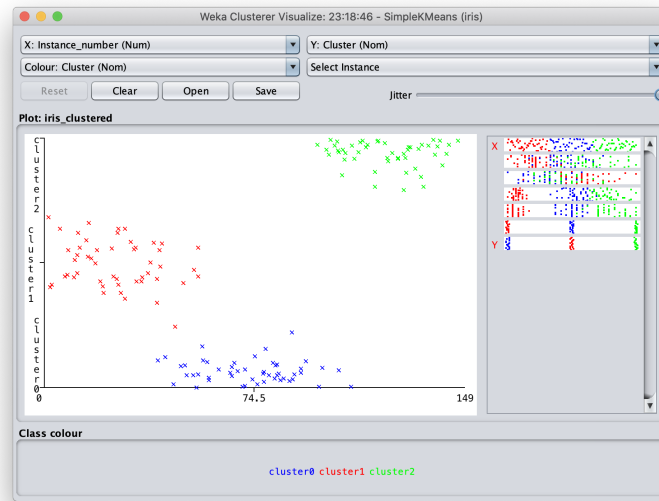 Weka Clusterer Visualize: 23:18:46 - SimpleKMeans (iris)
X: Instance_number (Num)
Y: Cluster (Nom)
Colour: Cluster (Nom)
Select Instance
Reset
Clear
Open
Save
Jitter
Plot: iris_clustered
cluster2
cluster1
cluster0
0
74.5
149
X
Y
Class colour
cluster0 cluster1 cluster2